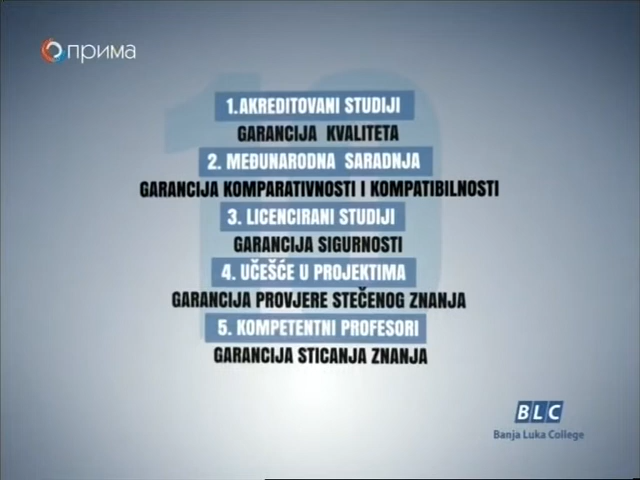 прима
1. AKREDITOVANI STUDIJI
GARANCIJA KVALITETA
2. MEĐUNARODNA SARADNJA
GARANCIJA KOMPARATIVNOSTI I KOMPATIBILNOSTI
3. LICENCIRANI STUDIJI
GARANCIJA SIGURNOSTI
4. UČEŠĆE U PROJEKTIMA
GARANCIJA PROVJERE STEČENOG ZNANJA
5. KOMPETENTNI PROFESORI
GARANCIJA STICANJA ZNANJA
BLC
Banja Luka College